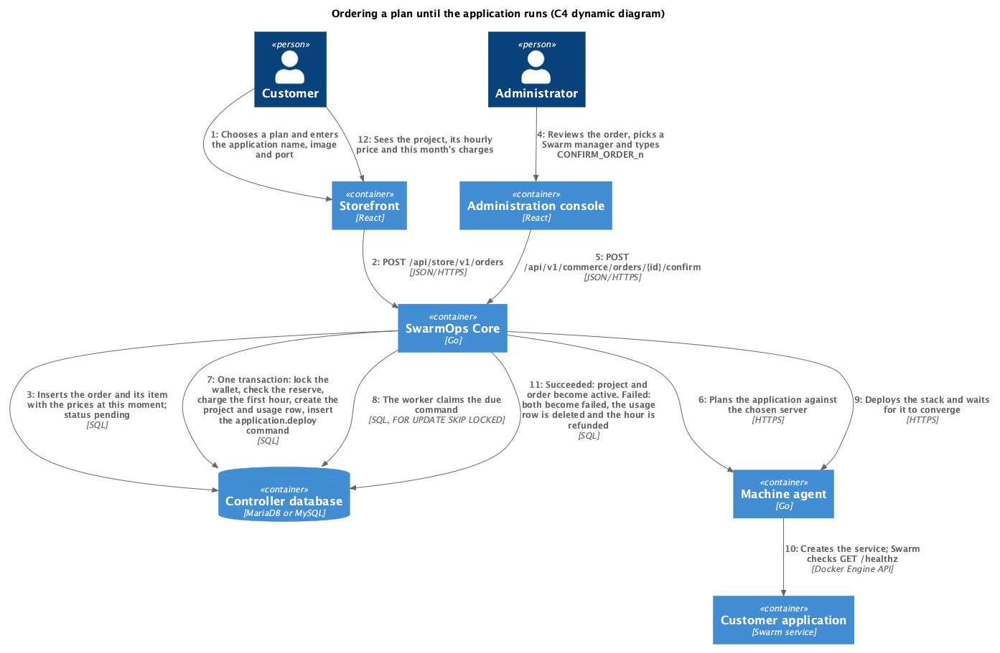 Ordering a plan until the application runs (C4 dynamic diagram)
«person»
Customer
«person»
Administrator
1: Chooses a plan and enters
the application name, image
and port
12: Sees the project, its hourly
price and this month's charges
4: Reviews the order, picks a
Swarm manager and types
CONFIRM_ORDER_n
«container»
Storefront
[React]
«container»
Administration console
[React]
2: POST /api/store/v1/orders
[JSON/HTTPS]
5: POST
/api/v1/commerce/orders/{id}/confirm
[JSON/HTTPS]
«container»
SwarmOps Core
[Go]
3: Inserts the order and its item
with the prices at this moment;
status pending
[SQL]
7: One transaction: lock the
wallet, check the reserve,
charge the first hour, create the
project and usage row, insert
the application.deploy
command
[SQL]
8: The worker claims the due
command
[SQL, FOR UPDATE SKIP LOCKED]
11: Succeeded: project and
order become active. Failed:
both become failed, the usage
row is deleted and the hour is
refunded
[SQL]
6: Plans the application against
the chosen server
[HTTPS]
9: Deploys the stack and waits
for it to converge
[HTTPS]
«container»
Controller database
[MariaDB or MySQL]
«container»
Machine agent
[Go]
10: Creates the service; Swarm
checks GET /healthz
[Docker Engine API]
«container»
Customer application
[Swarm service]